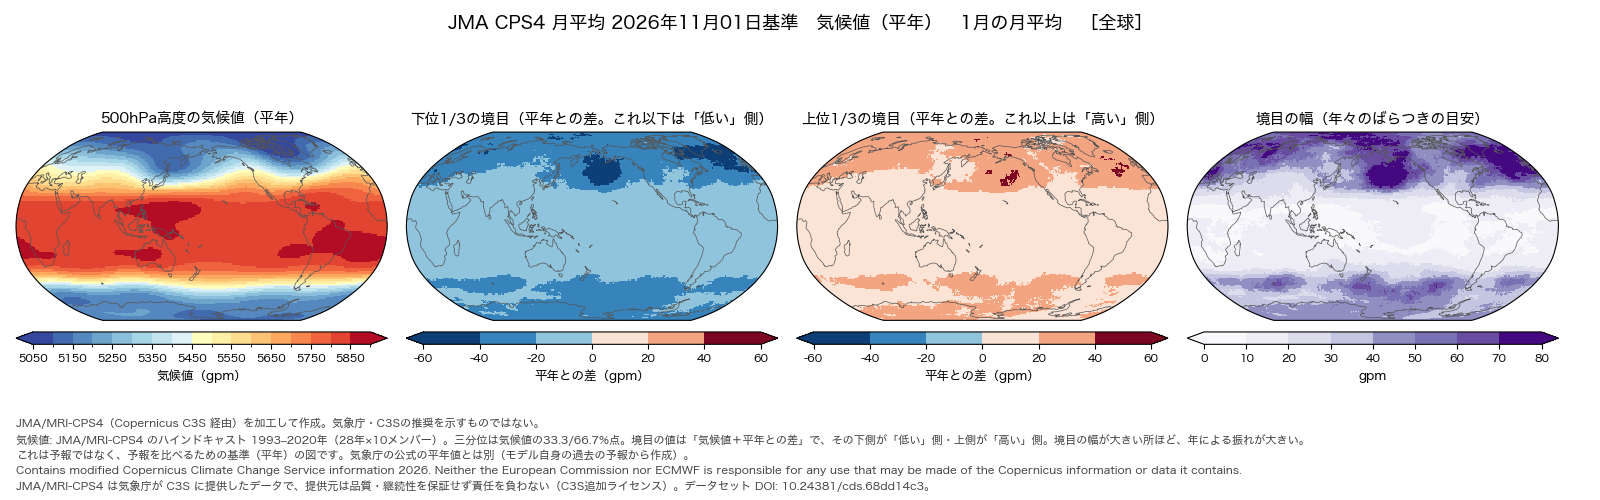 JMA CPS4 月平均 2026年11月01日基準　気候値（平年）　1月の月平均　［全球］
500hPa高度の気候値（平年）
下位1/3の境目（平年との差。これ以下は「低い」側）
上位1/3の境目（平年との差。これ以上は「高い」側）
境目の幅（年々のばらつきの目安）
5050 5150 5250 5350 5450 5550 5650 5750 5850
気候値（gpm）
-60 -40 -20 0 20 40 60
平年との差（gpm）
-60 -40 -20 0 20 40 60
平年との差（gpm）
0 10 20 30 40 50 60 70 80
gpm
JMA/MRI-CPS4（Copernicus C3S 経由）を加工して作成。気象庁・C3Sの推奨を示すものではない。
気候値: JMA/MRI-CPS4 のハインドキャスト 1993–2020年（28年×10メンバー）。三分位は気候値の33.3/66.7%点。境目の値は「気候値＋平年との差」で、その下側が「低い」側・上側が「高い」側。境目の幅が大きい所ほど、年による振れが大きい。
これは予報ではなく、予報を比べるための基準（平年）の図です。気象庁の公式の平年値とは別（モデル自身の過去の予報から作成）。
Contains modified Copernicus Climate Change Service information 2026. Neither the European Commission nor ECMWF is responsible for any use that may be made of the Copernicus information or data it contains.
JMA/MRI-CPS4 は気象庁が C3S に提供したデータで、提供元は品質・継続性を保証せず責任を負わない（C3S追加ライセンス）。データセット DOI: 10.24381/cds.68dd14c3。